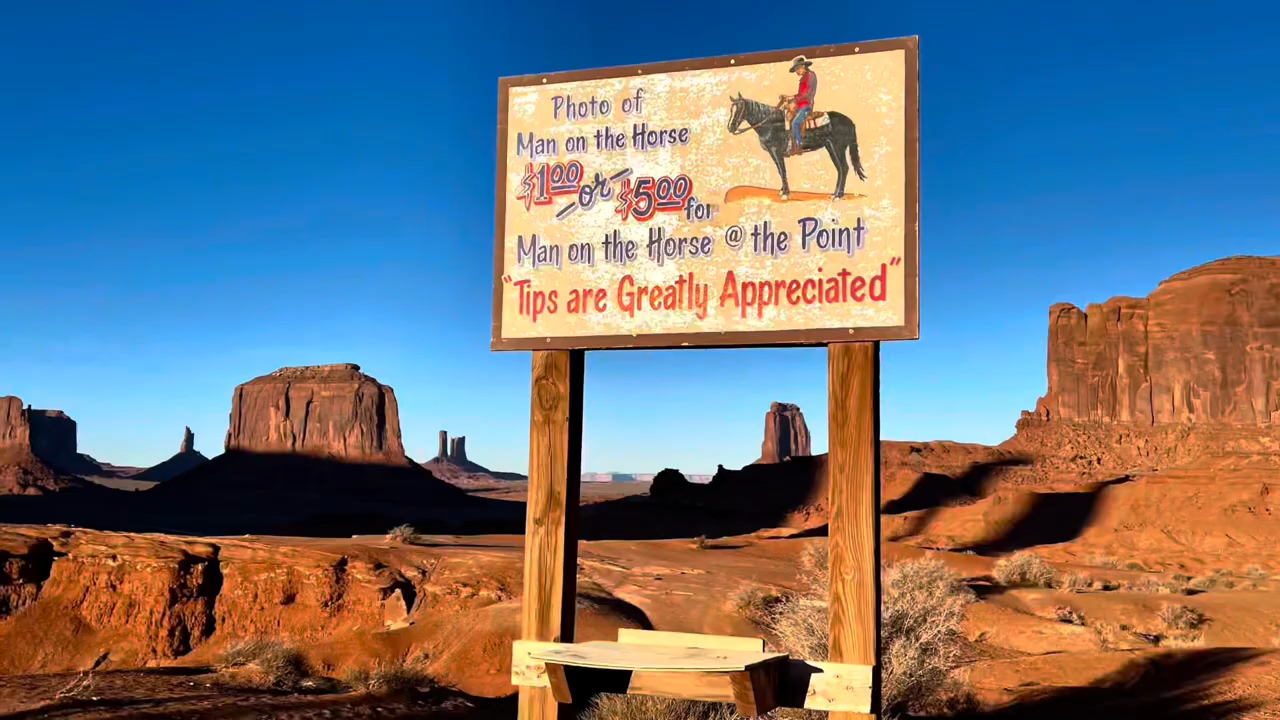 Photo of
Man on the Horse
$1.00 or $5.00 for
Man on the Horse @ the Point
"Tips are Greatly Appreciated"